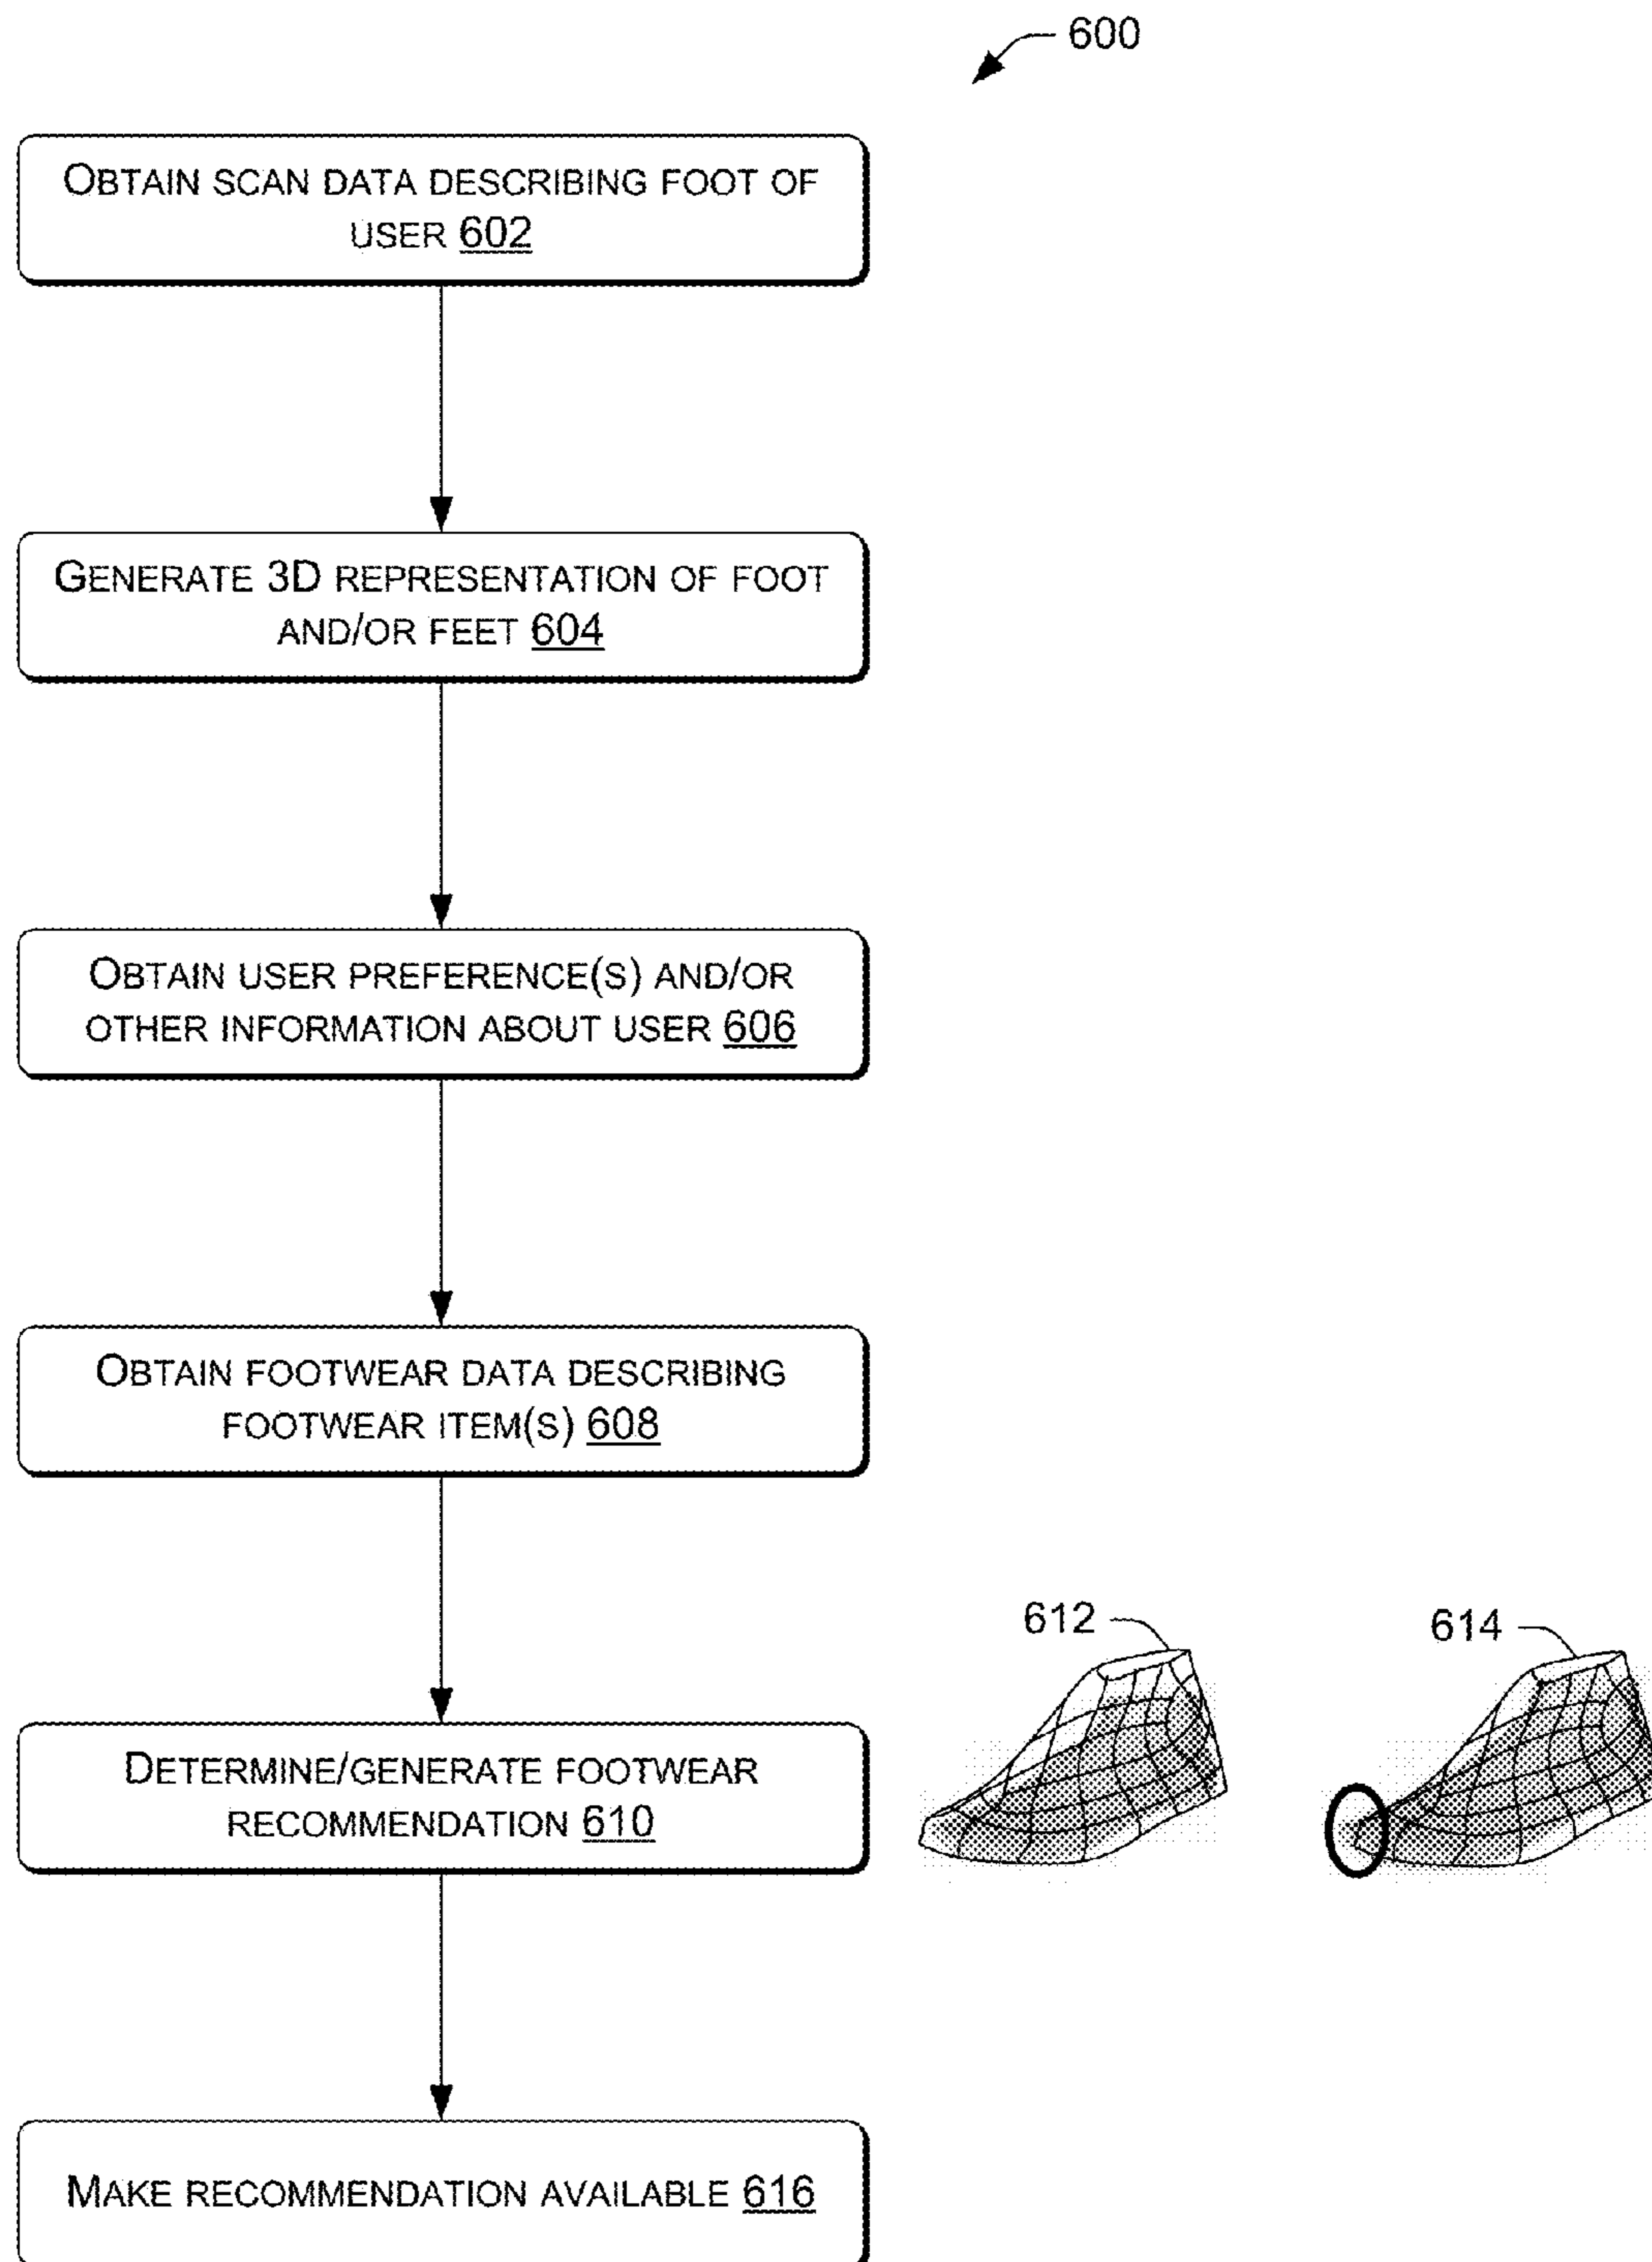 600
OBTAIN SCAN DATA DESCRIBING FOOT OF
USER 602
GENERATE 3D REPRESENTATION OF FOOT
AND/OR FEET 604
OBTAIN USER PREFERENCE(S) AND/OR
OTHER INFORMATION ABOUT USER 606
OBTAIN FOOTWEAR DATA DESCRIBING
FOOTWEAR ITEM(S) 608
612
614
DETERMINE/GENERATE FOOTWEAR
RECOMMENDATION 610
MAKE RECOMMENDATION AVAILABLE 616